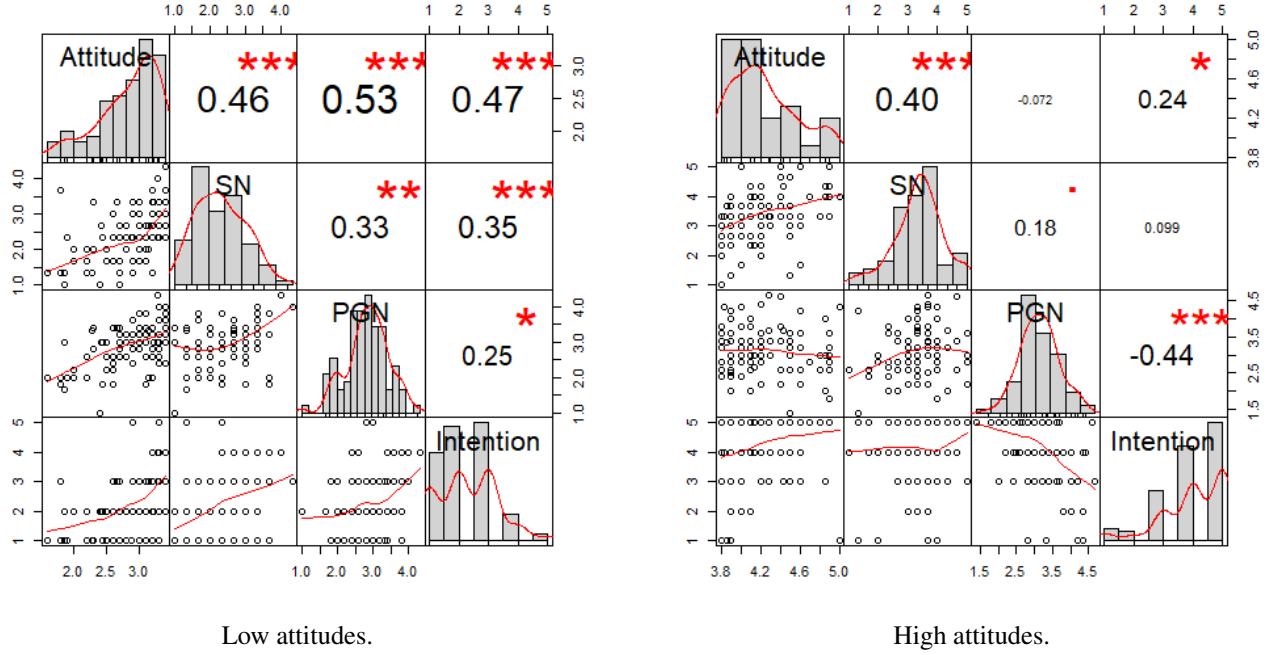 1.0 2.0 3.0 4.0 1 2 3 4 5
Attitude *** *** ***
0.46 0.53 0.47
2.0 2.5 3.0
SN ** ***
0.33 0.35
1.0 2.0 3.0 4.0
PGN *
0.25
1.0 2.0 3.0 4.0
Intention
1 2 3 4 5
2.0 2.5 3.0 1.0 2.0 3.0 4.0
Low attitudes.
1 2 3 4 5 1 2 3 4 5
Attitude *** *
0.40 -0.072 0.24
3.8 4.2 4.6 5.0
SN .
0.18 0.099
1 2 3 4 5
PGN ***
-0.44
1.5 2.5 3.5 4.5
Intention
1 2 3 4 5
3.8 4.2 4.6 5.0 1.5 2.5 3.5 4.5
High attitudes.